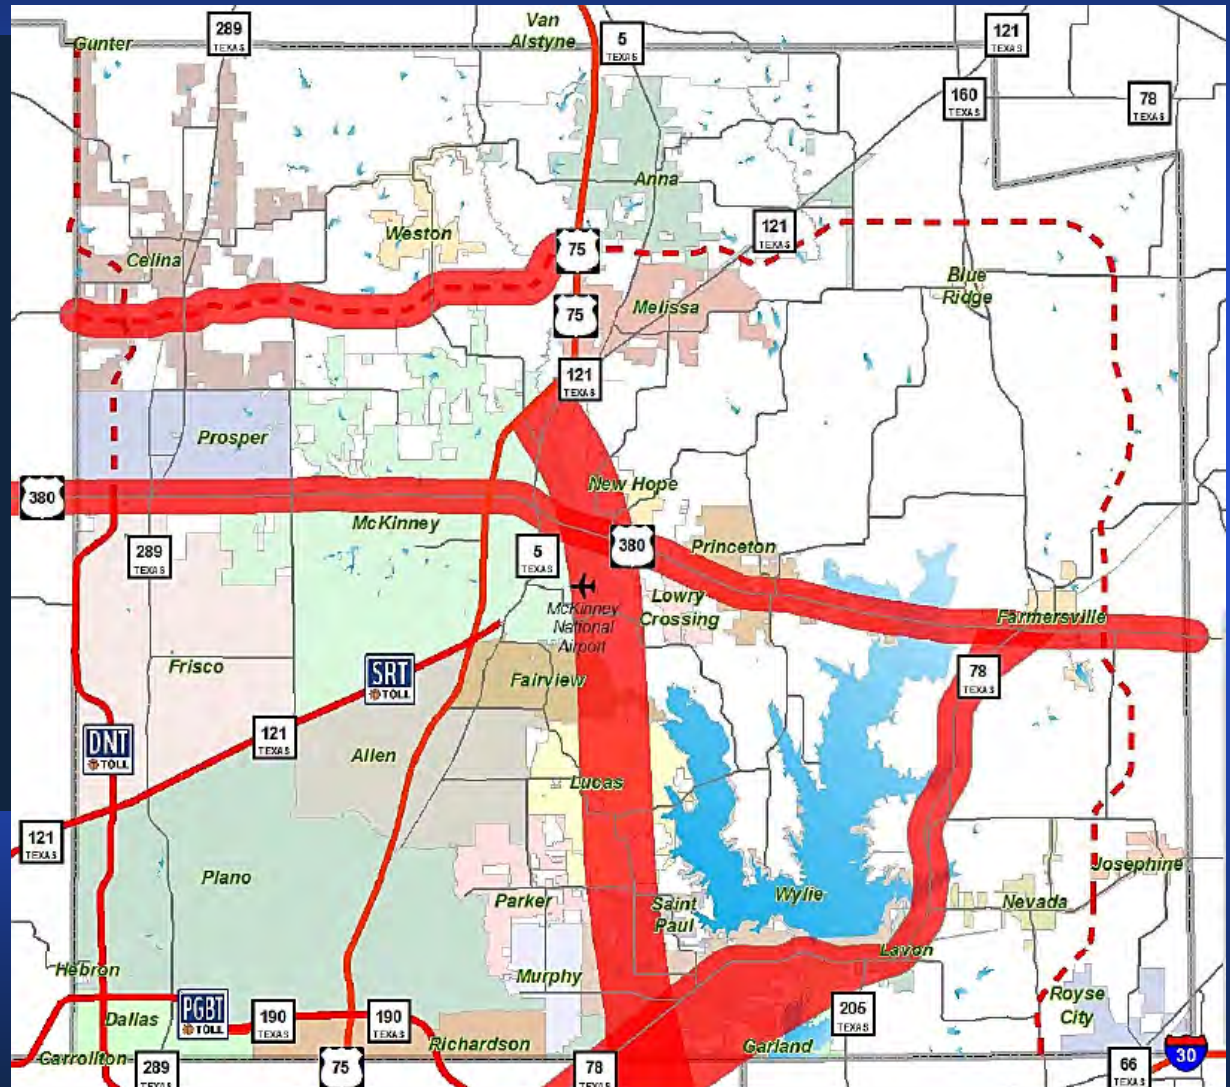 Gunter
289
TEXAS
Van
Alstyne
5
TEXAS
121
TEXAS
160
TEXAS
78
TEXAS
Anna
Weston
75
121
TEXAS
Celina
Blue
Ridge
75
Melissa
121
TEXAS
Prosper
380
New Hope
McKinney
289
TEXAS
5
TEXAS
380
Princeton
McKinney
National
Airport
Lowry
Crossing
Farmersville
Frisco
SRT
TOLL
Fairview
78
TEXAS
DNT
TOLL
121
TEXAS
Allen
Lucas
121
TEXAS
Josephine
Plano
Parker
Saint
Paul
Wylie
Nevada
Lavon
Hebron
Murphy
PGBT
TOLL
Dallas
190
TEXAS
190
TEXAS
205
TEXAS
Royse
City
Carrollton
289
TEXAS
75
Richardson
78
Garland
66
TEXAS
30